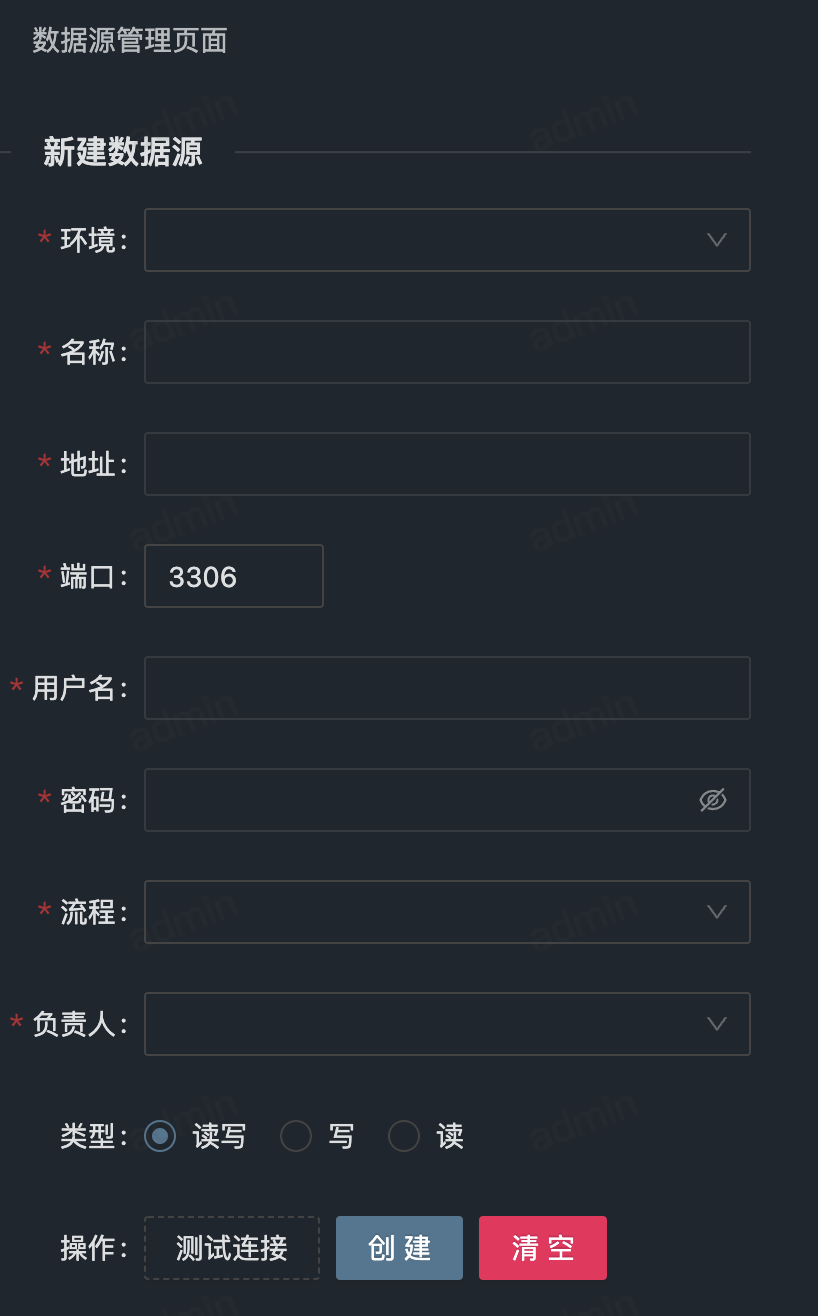 数据源管理页面
新建数据源
* 环境:
* 名称:
* 地址:
* 端口: 3306
* 用户名:
* 密码:
* 流程:
* 负责人:
类型: 读写 写 读
操作: 测试连接 创 建 清 空
admin admin
admin admin
admin admin
admin admin
admin admin
admin admin
admin admin